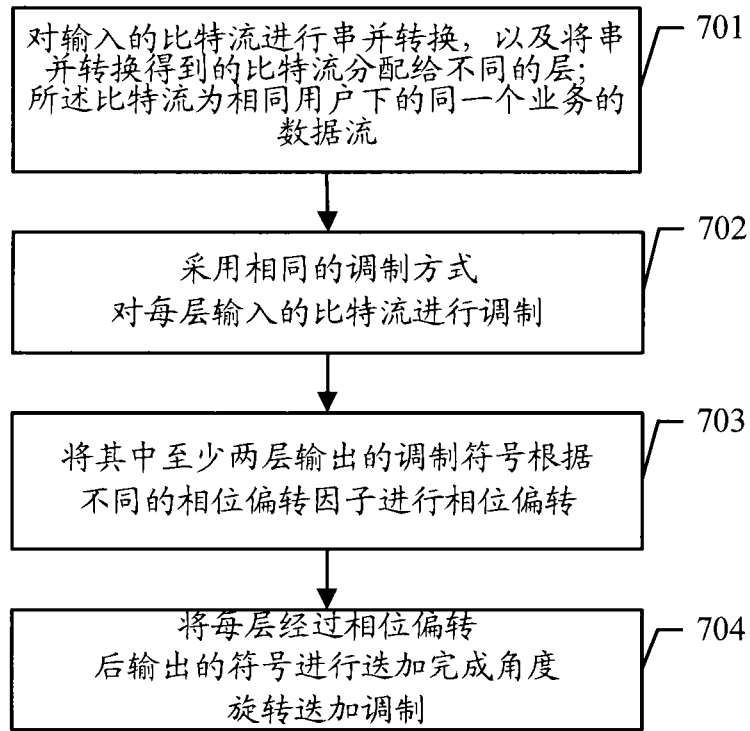 对输入的比特流进行串并转换，以及将串
并转换得到的比特流分配给不同的层；
所述比特流为相同用户下的同一个业务的
数据流
701
采用相同的调制方式
对每层输入的比特流进行调制
702
将其中至少两层输出的调制符号根据
不同的相位偏转因子进行相位偏转
703
将每层经过相位偏转
后输出的符号进行迭加完成角度
旋转迭加调制
704